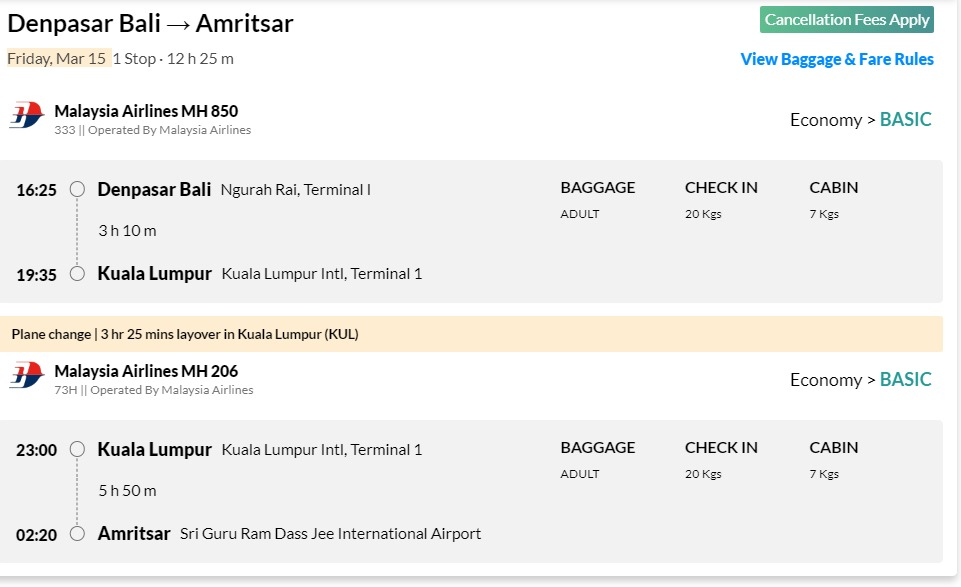 Denpasar Bali → Amritsar
Cancellation Fees Apply
Friday, Mar 15 1 Stop · 12 h 25 m
View Baggage & Fare Rules
Malaysia Airlines MH 850
333 || Operated By Malaysia Airlines
Economy > BASIC
16:25 Denpasar Bali Ngurah Rai, Terminal I
BAGGAGE CHECK IN CABIN
ADULT 20 Kgs 7 Kgs
3 h 10 m
19:35 Kuala Lumpur Kuala Lumpur Intl, Terminal 1
Plane change | 3 hr 25 mins layover in Kuala Lumpur (KUL)
Malaysia Airlines MH 206
73H || Operated By Malaysia Airlines
Economy > BASIC
23:00 Kuala Lumpur Kuala Lumpur Intl, Terminal 1
BAGGAGE CHECK IN CABIN
ADULT 20 Kgs 7 Kgs
5 h 50 m
02:20 Amritsar Sri Guru Ram Dass Jee International Airport